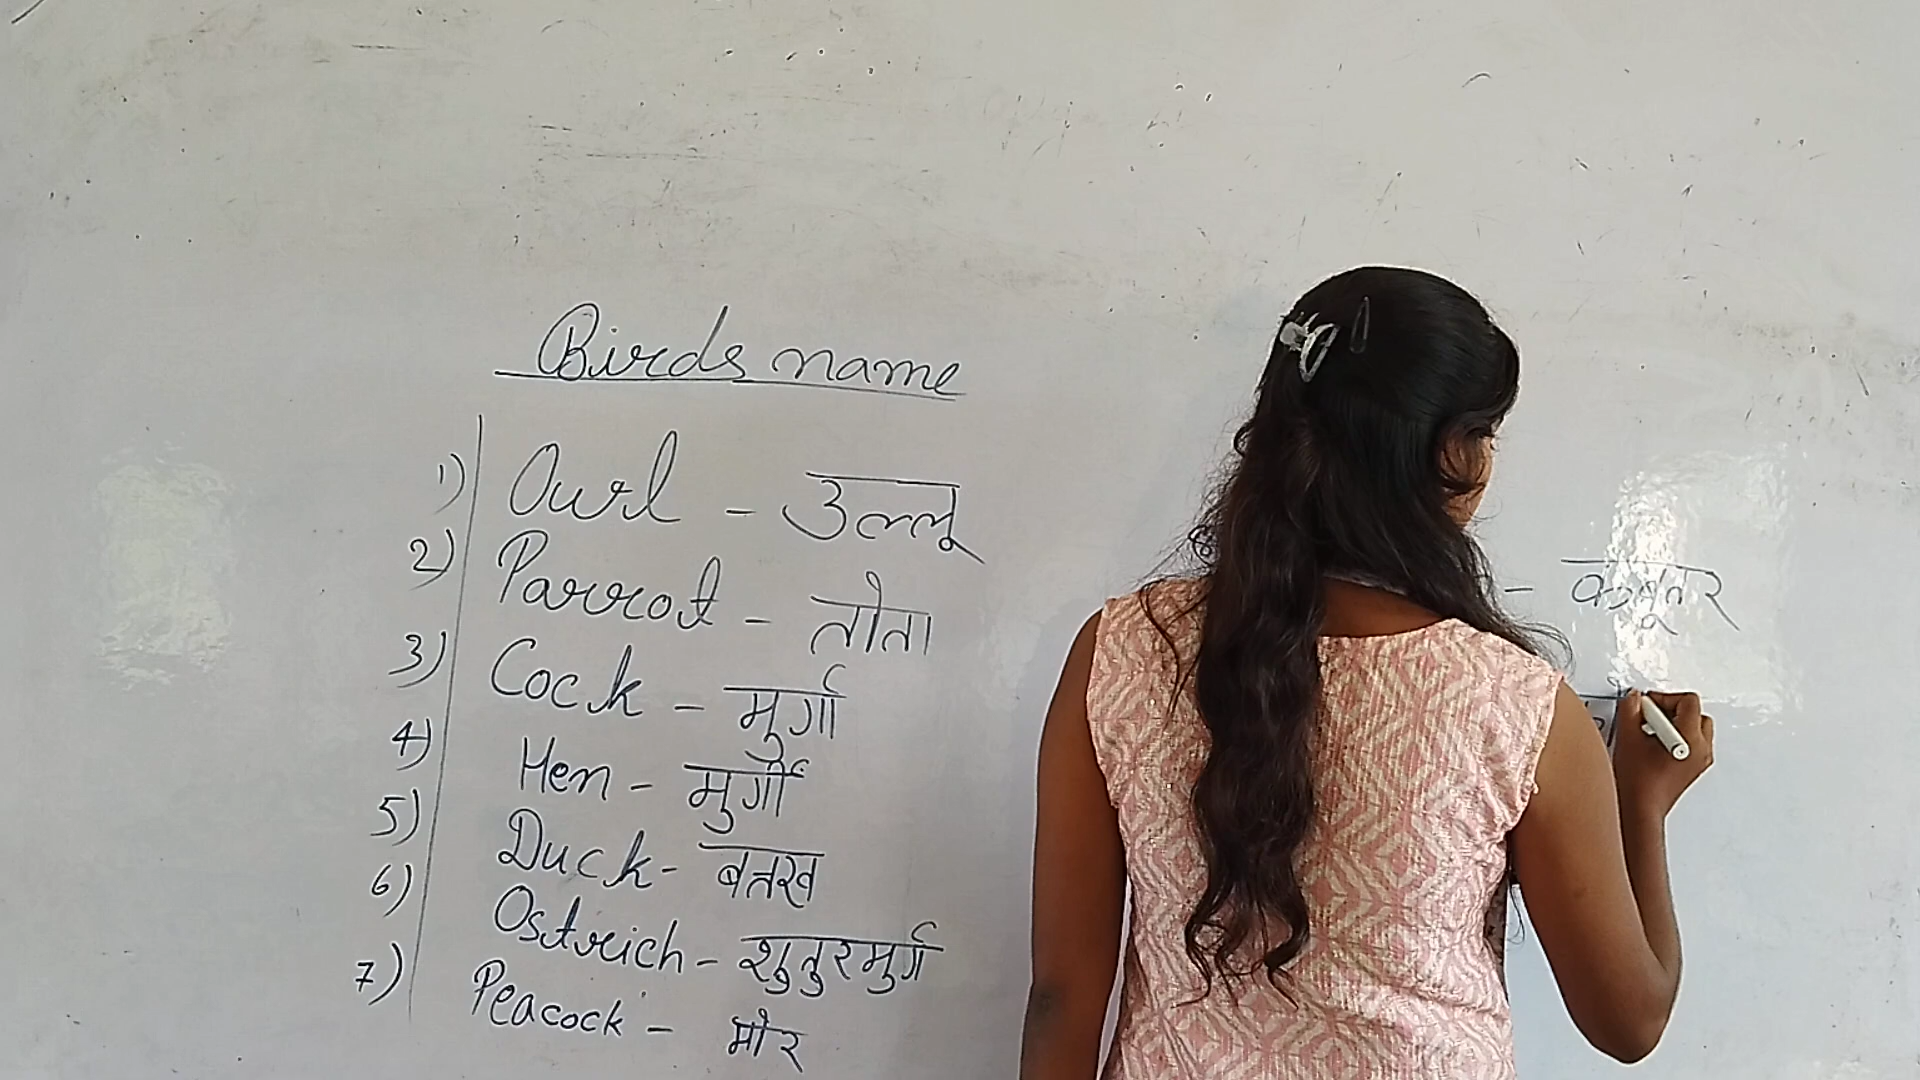 Birds name
1) Owl - उल्लू
2) Parrot - तोता
3) Cock - मुर्गा
4) Hen - मुर्गी
5) Duck - बतख
6) Ostrich - शुतुरमुर्ग
7) Peacock - मोर
- कबूतर